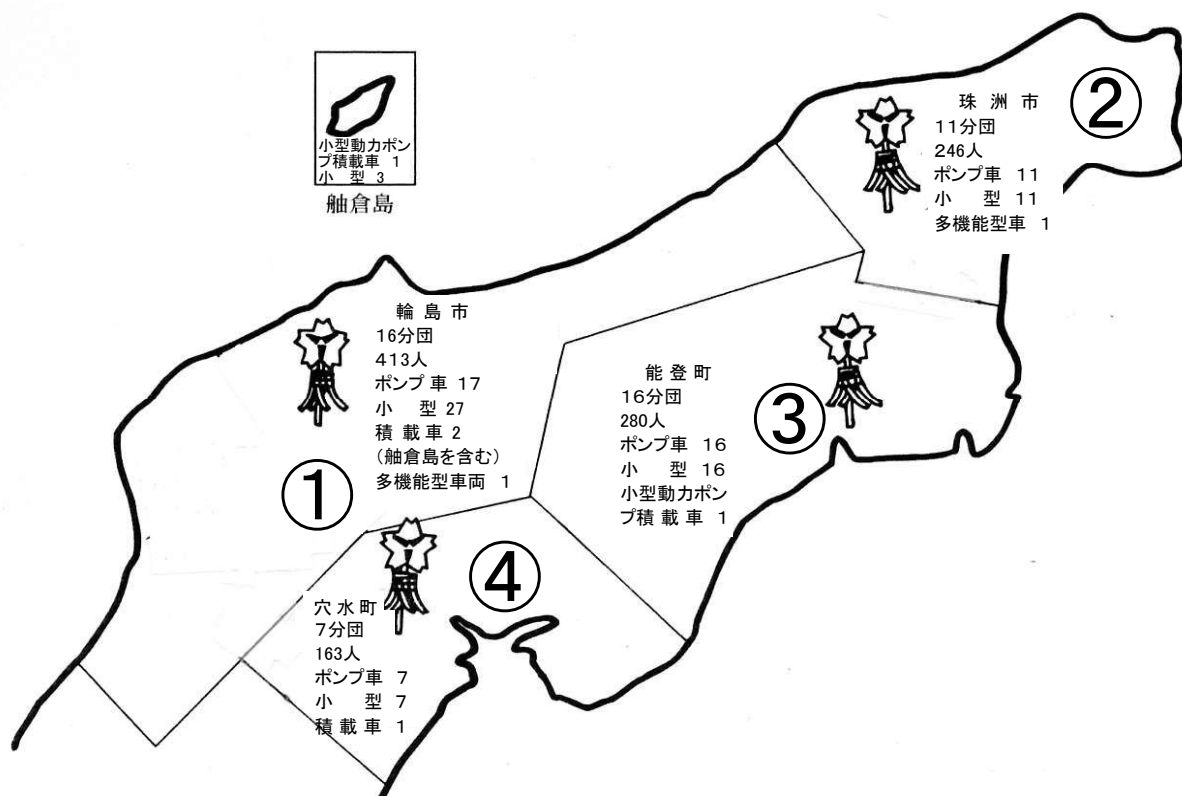 小型動力ポン
プ積載車 1
小 型 3
舳倉島
珠 洲 市
11分団
246人
ポンプ車 11
小 型 11
多機能型車 1
②
輪 島 市
16分団
413人
ポンプ車 17
小 型 27
積 載 車 2
(舳倉島を含む)
多機能型車両 1
①
能 登 町
16分団
280人
ポンプ車 16
小 型 16
小型動力ポン
プ積 載 車 1
③
穴 水 町
7分団
163人
ポンプ車 7
小 型 7
積 載 車 1
④